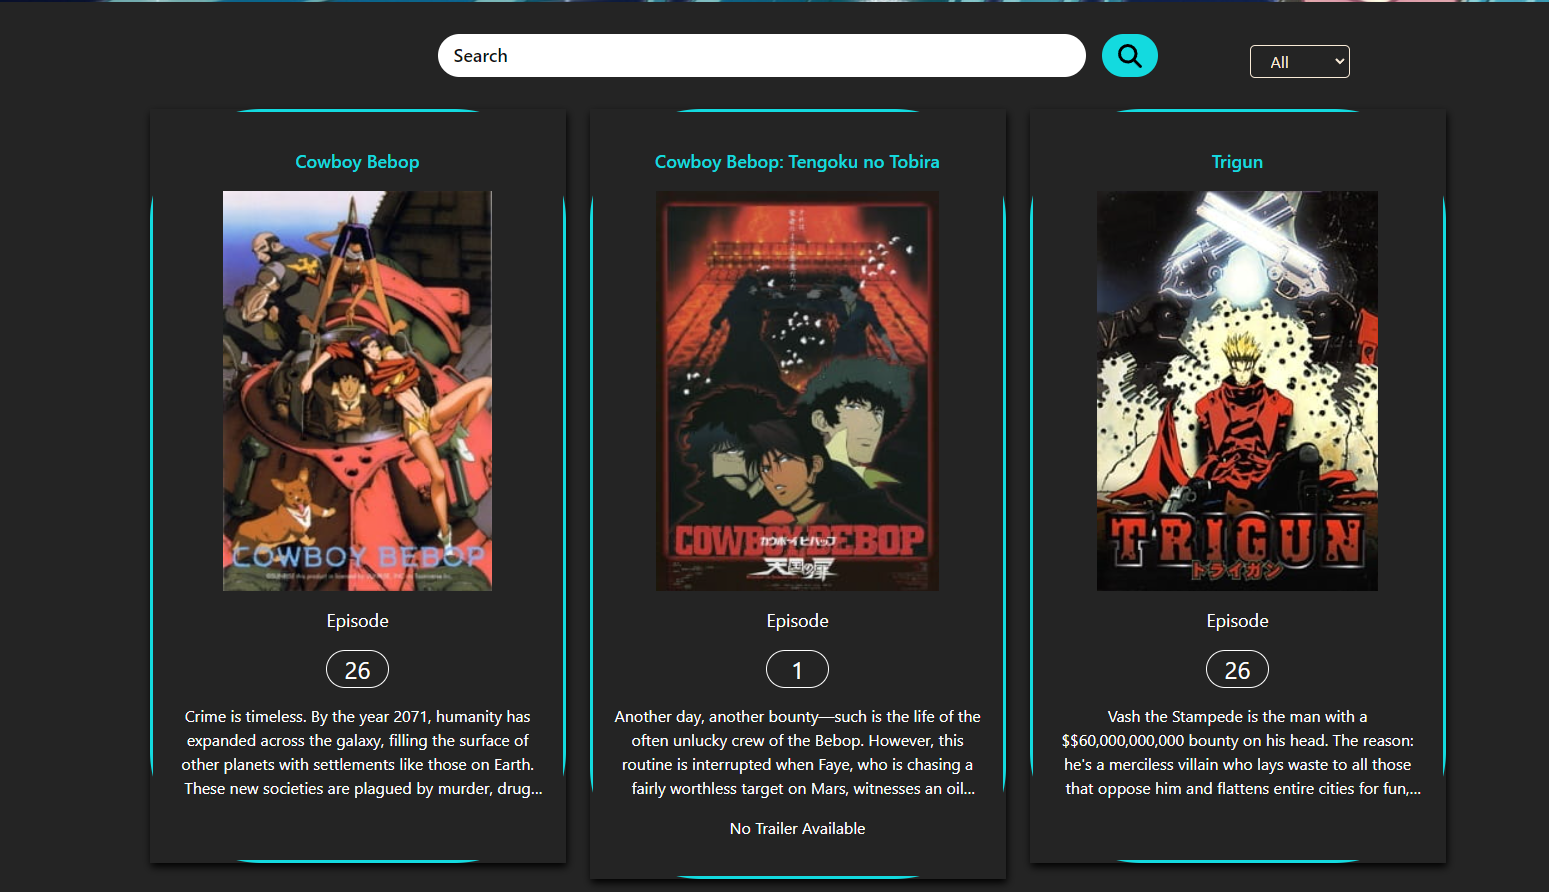 Search
All
Cowboy Bebop
COWBOY BEBOP
Episode
26
Crime is timeless. By the year 2071, humanity has
expanded across the galaxy, filling the surface of
other planets with settlements like those on Earth.
These new societies are plagued by murder, drug...
Cowboy Bebop: Tengoku no Tobira
COWBOY BEBOP
カウボーイビバップ
天国の扉
Episode
1
Another day, another bounty—such is the life of the
often unlucky crew of the Bebop. However, this
routine is interrupted when Faye, who is chasing a
fairly worthless target on Mars, witnesses an oil...
No Trailer Available
Trigun
TRIGUN
トライガン
Episode
26
Vash the Stampede is the man with a
$$60,000,000,000 bounty on his head. The reason:
he's a merciless villain who lays waste to all those
that oppose him and flattens entire cities for fun,...